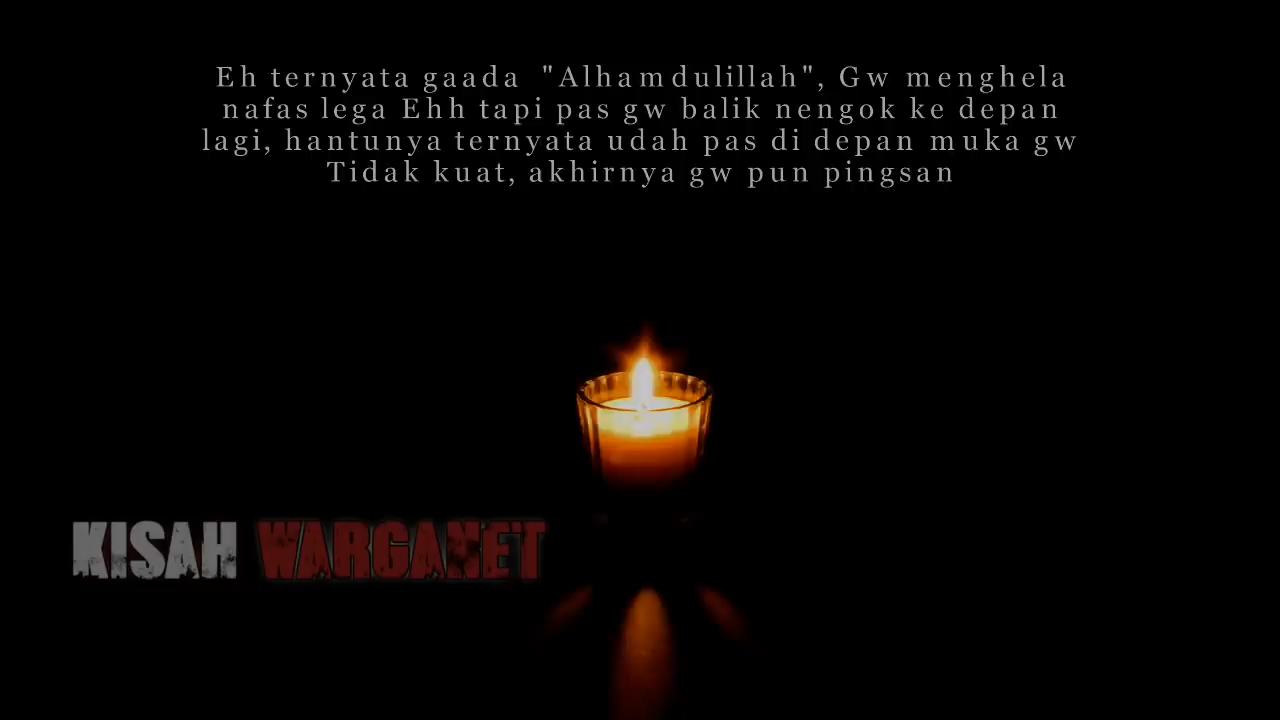 Eh ternyata gaada "Alhamdulillah", Gw menghela
nafas lega Ehh tapi pas gw balik nengok ke depan
lagi, hantunya ternyata udah pas di depan muka gw
Tidak kuat, akhirnya gw pun pingsan
KISAH WARGANET